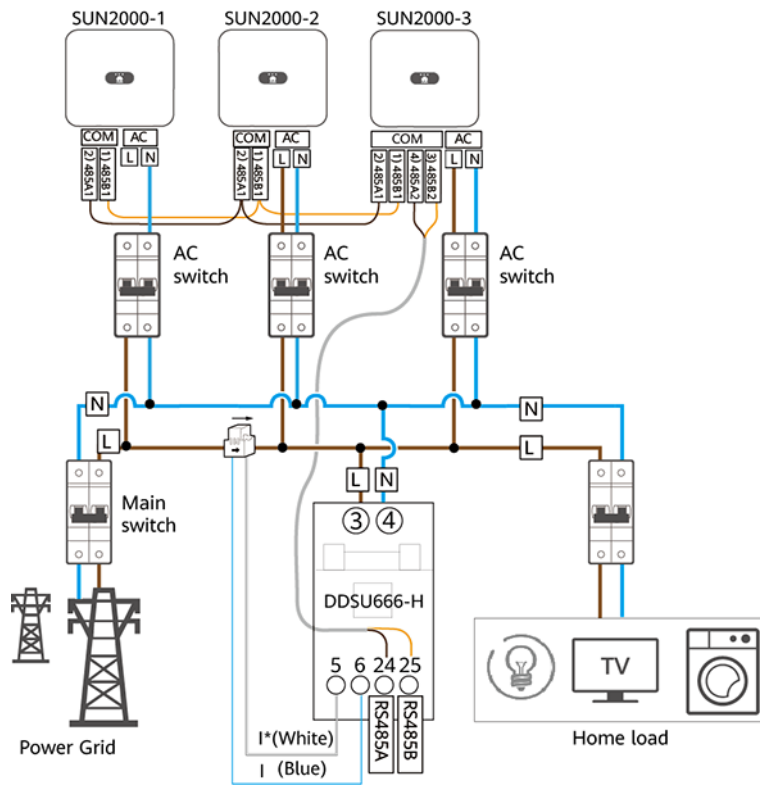 SUN2000-1
SUN2000-2
SUN2000-3
COM
AC
COM
AC
COM
AC
2) 485A1
1) 485B1
L
N
2) 485A1
1) 485B1
L
N
2) 485A1
1) 485B1
4) 485A2
3) 485B2
L
N
AC
switch
AC
switch
AC
switch
N
N
L
L
L
N
Main
switch
3
4
DDSU666-H
5
6
24
25
RS485A
RS485B
TV
I*(White)
I (Blue)
Power Grid
Home load